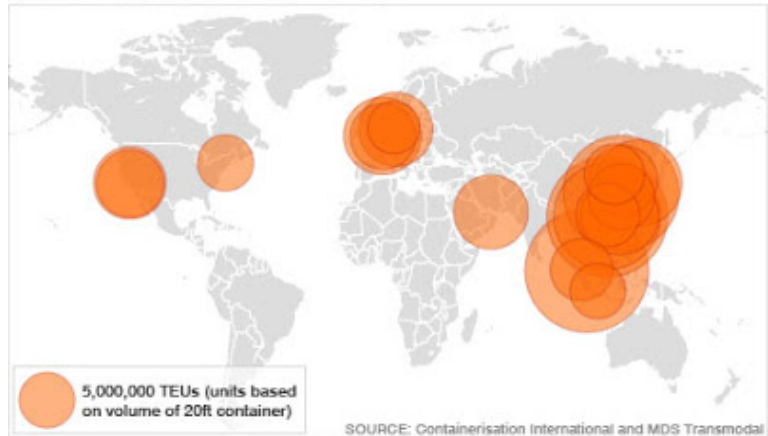 5,000,000 TEUs (units based
on volume of 20ft container)
SOURCE: Containerisation International and MDS Transmodal